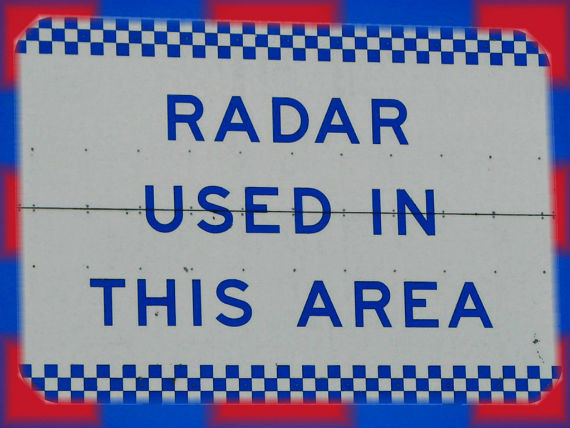 RADAR
USED IN
THIS AREA